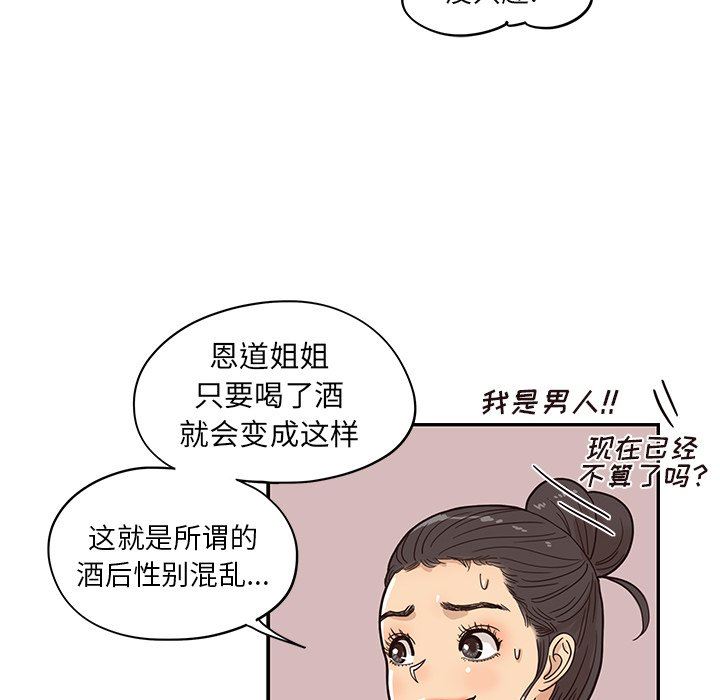 恩道姐姐
只要喝了酒
就会变成这样
我是男人!!
现在已经
不算了吗?
这就是所谓的
酒后性别混乱...